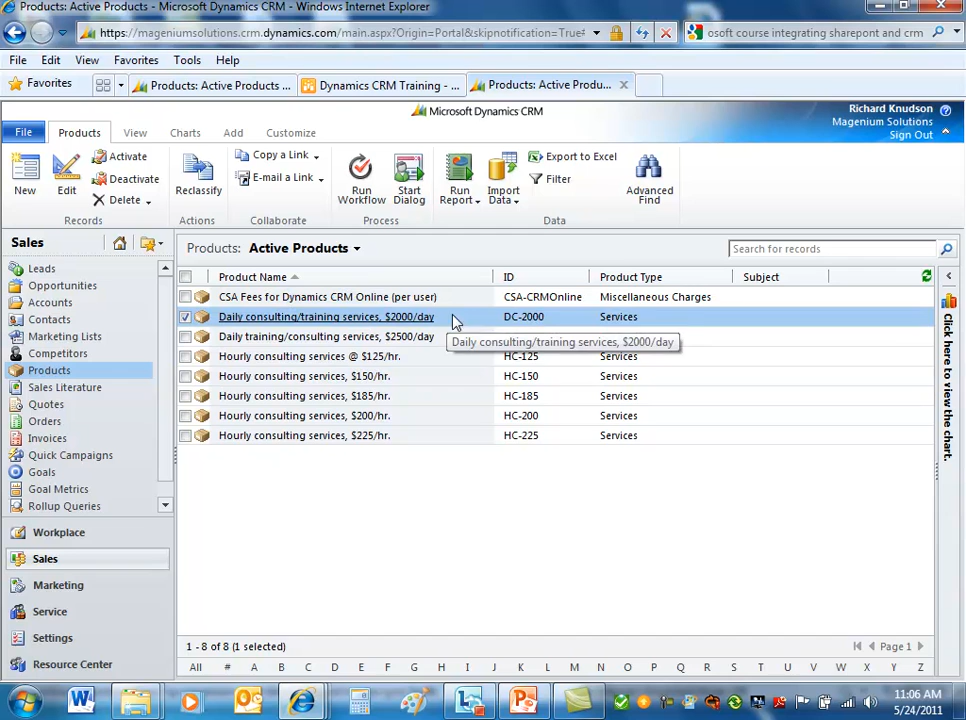 Products: Active Products - Microsoft Dynamics CRM - Windows Internet Explorer
https://mageniumsolutions.crm.dynamics.com/main.aspx?Origin=Portal&skipnotification=True
osoft course integrating sharepoint and crm
File Edit View Favorites Tools Help
Favorites
Products: Active Products ...
Dynamics CRM Training - ...
Products: Active Produ...
Microsoft Dynamics CRM
Richard Knudson
Magenium Solutions
Sign Out
File Products View Charts Add Customize
New
Edit
Activate
Deactivate
Delete
Records
Reclassify
Actions
Copy a Link
E-mail a Link
Collaborate
Run Workflow
Start Dialog
Process
Run Report
Import Data
Export to Excel
Filter
Data
Advanced Find
Sales
Leads
Opportunities
Accounts
Contacts
Marketing Lists
Competitors
Products
Sales Literature
Quotes
Orders
Invoices
Quick Campaigns
Goals
Goal Metrics
Rollup Queries
Workplace
Sales
Marketing
Service
Settings
Resource Center
Products: Active Products
Search for records
Product Name ID Product Type Subject
CSA Fees for Dynamics CRM Online (per user) CSA-CRMOnline Miscellaneous Charges
Daily consulting/training services, $2000/day DC-2000 Services
Daily training/consulting services, $2500/day
Daily consulting/training services, $2000/day
Hourly consulting services @ $125/hr. HC-125 Services
Hourly consulting services, $150/hr. HC-150 Services
Hourly consulting services, $185/hr. HC-185 Services
Hourly consulting services, $200/hr. HC-200 Services
Hourly consulting services, $225/hr. HC-225 Services
Click here to view the chart.
1 - 8 of 8 (1 selected)
Page 1
All # A B C D E F G H I J K L M N O P Q R S T U V W X Y Z
11:06 AM
5/24/2011